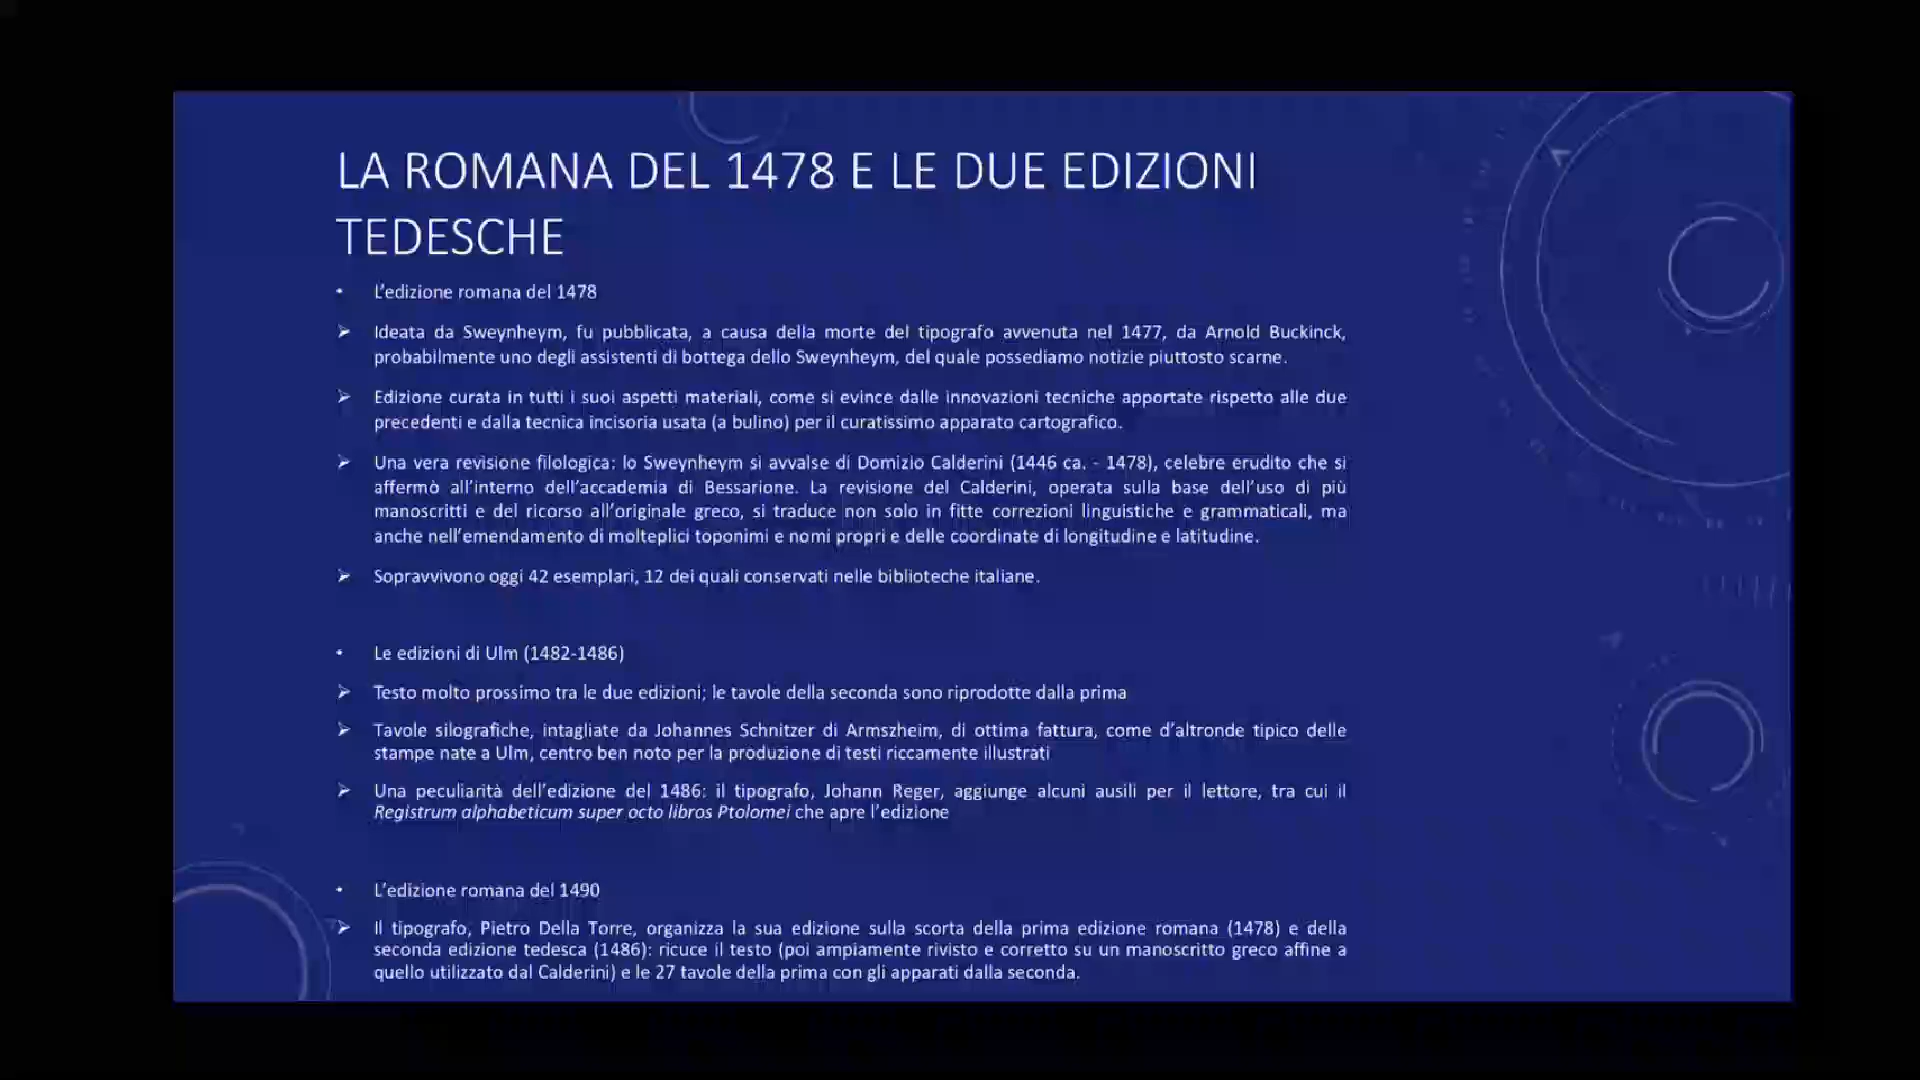 LA ROMANA DEL 1478 E LE DUE EDIZIONI
TEDESCHE
• L'edizione romana del 1478
➢ Ideata da Sweynheym, fu pubblicata, a causa della morte del tipografo avvenuta nel 1477, da Arnold Buckinck,
probabilmente uno degli assistenti di bottega dello Sweynheym, del quale possediamo notizie piuttosto scarne.
➢ Edizione curata in tutti i suoi aspetti materiali, come si evince dalle innovazioni tecniche apportate rispetto alle due
precedenti e dalla tecnica incisoria usata (a bulino) per il curatissimo apparato cartografico.
➢ Una vera revisione filologica: lo Sweynheym si avvalse di Domizio Calderini (1446 ca. - 1478), celebre erudito che si
affermò all'interno dell'accademia di Bessarione. La revisione del Calderini, operata sulla base dell'uso di più
manoscritti e del ricorso all'originale greco, si traduce non solo in fitte correzioni linguistiche e grammaticali, ma
anche nell'emendamento di molteplici toponimi e nomi propri e delle coordinate di longitudine e latitudine.
➢ Sopravvivono oggi 42 esemplari, 12 dei quali conservati nelle biblioteche italiane.
• Le edizioni di Ulm (1482-1486)
➢ Testo molto prossimo tra le due edizioni; le tavole della seconda sono riprodotte dalla prima
➢ Tavole silografiche, intagliate da Johannes Schnitzer di Armszheim, di ottima fattura, come d'altronde tipico delle
stampe nate a Ulm, centro ben noto per la produzione di testi riccamente illustrati
➢ Una peculiarità dell'edizione del 1486: il tipografo, Johann Reger, aggiunge alcuni ausili per il lettore, tra cui il
Registrum alphabeticum super octo libros Ptolomei che apre l'edizione
• L'edizione romana del 1490
➢ Il tipografo, Pietro Della Torre, organizza la sua edizione sulla scorta della prima edizione romana (1478) e della
seconda edizione tedesca (1486): ricuce il testo (poi ampiamente rivisto e corretto su un manoscritto greco affine a
quello utilizzato dal Calderini) e le 27 tavole della prima con gli apparati dalla seconda.